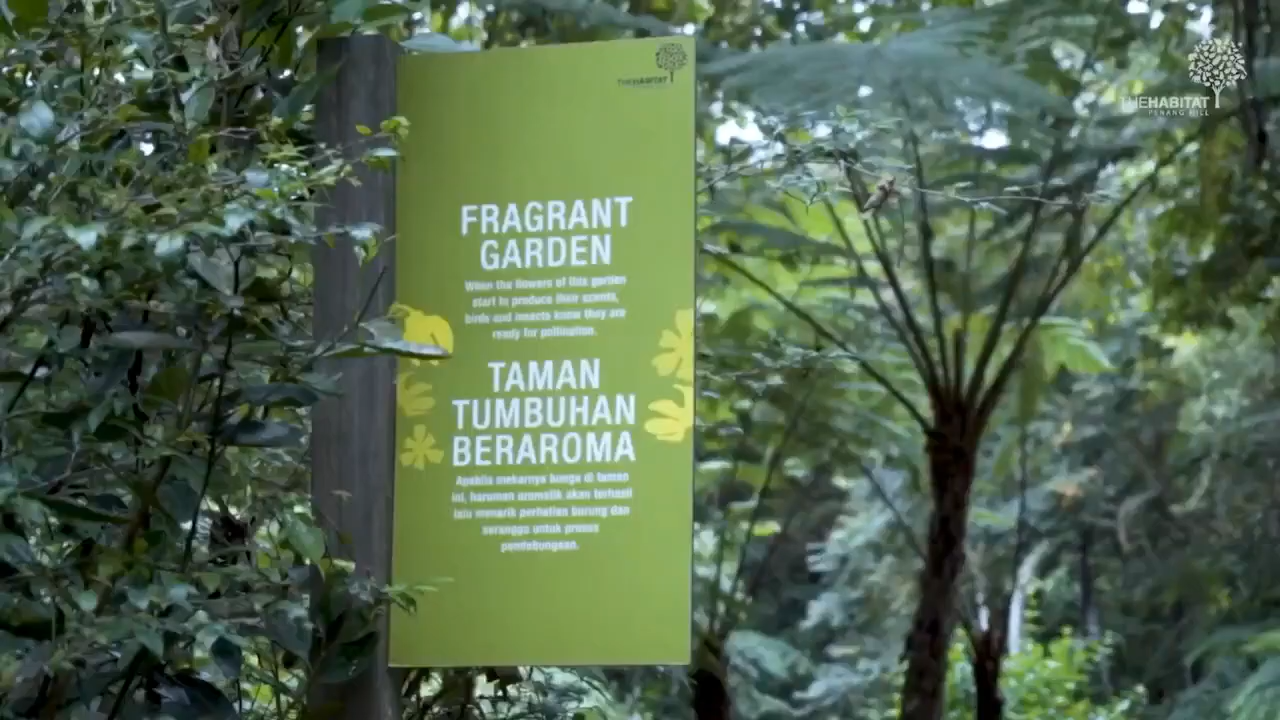 THEHABITAT
THEHABITAT
PENANG HILL
FRAGRANT
GARDEN
When the flowers of this garden
start to produce their scents,
birds and insects know they are
ready for pollination.
TAMAN
TUMBUHAN
BERAROMA
Apabila mekarnya bunga di taman
ini, haruman aromatik akan terhasil
lalu menarik perhatian burung dan
serangga untuk proses
pendebungaan.